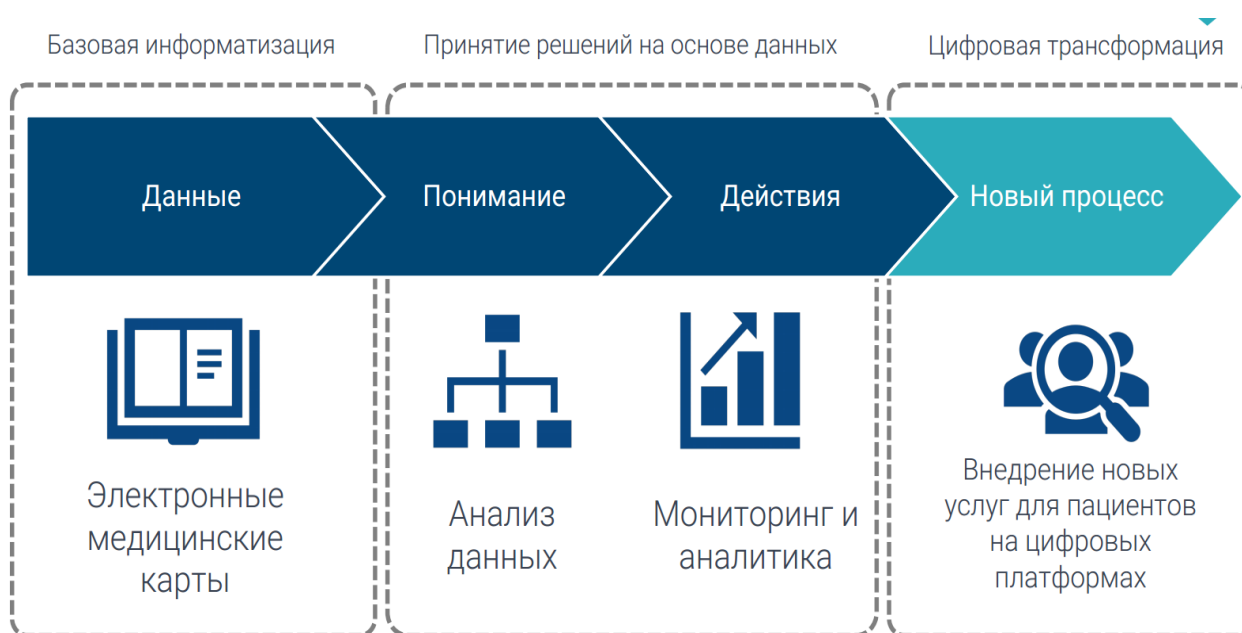 Базовая информатизация
Принятие решений на основе данных
Цифровая трансформация
Данные
Понимание
Действия
Новый процесс
Электронные
медицинские
карты
Анализ
данных
Мониторинг и
аналитика
Внедрение новых
услуг для пациентов
на цифровых
платформах